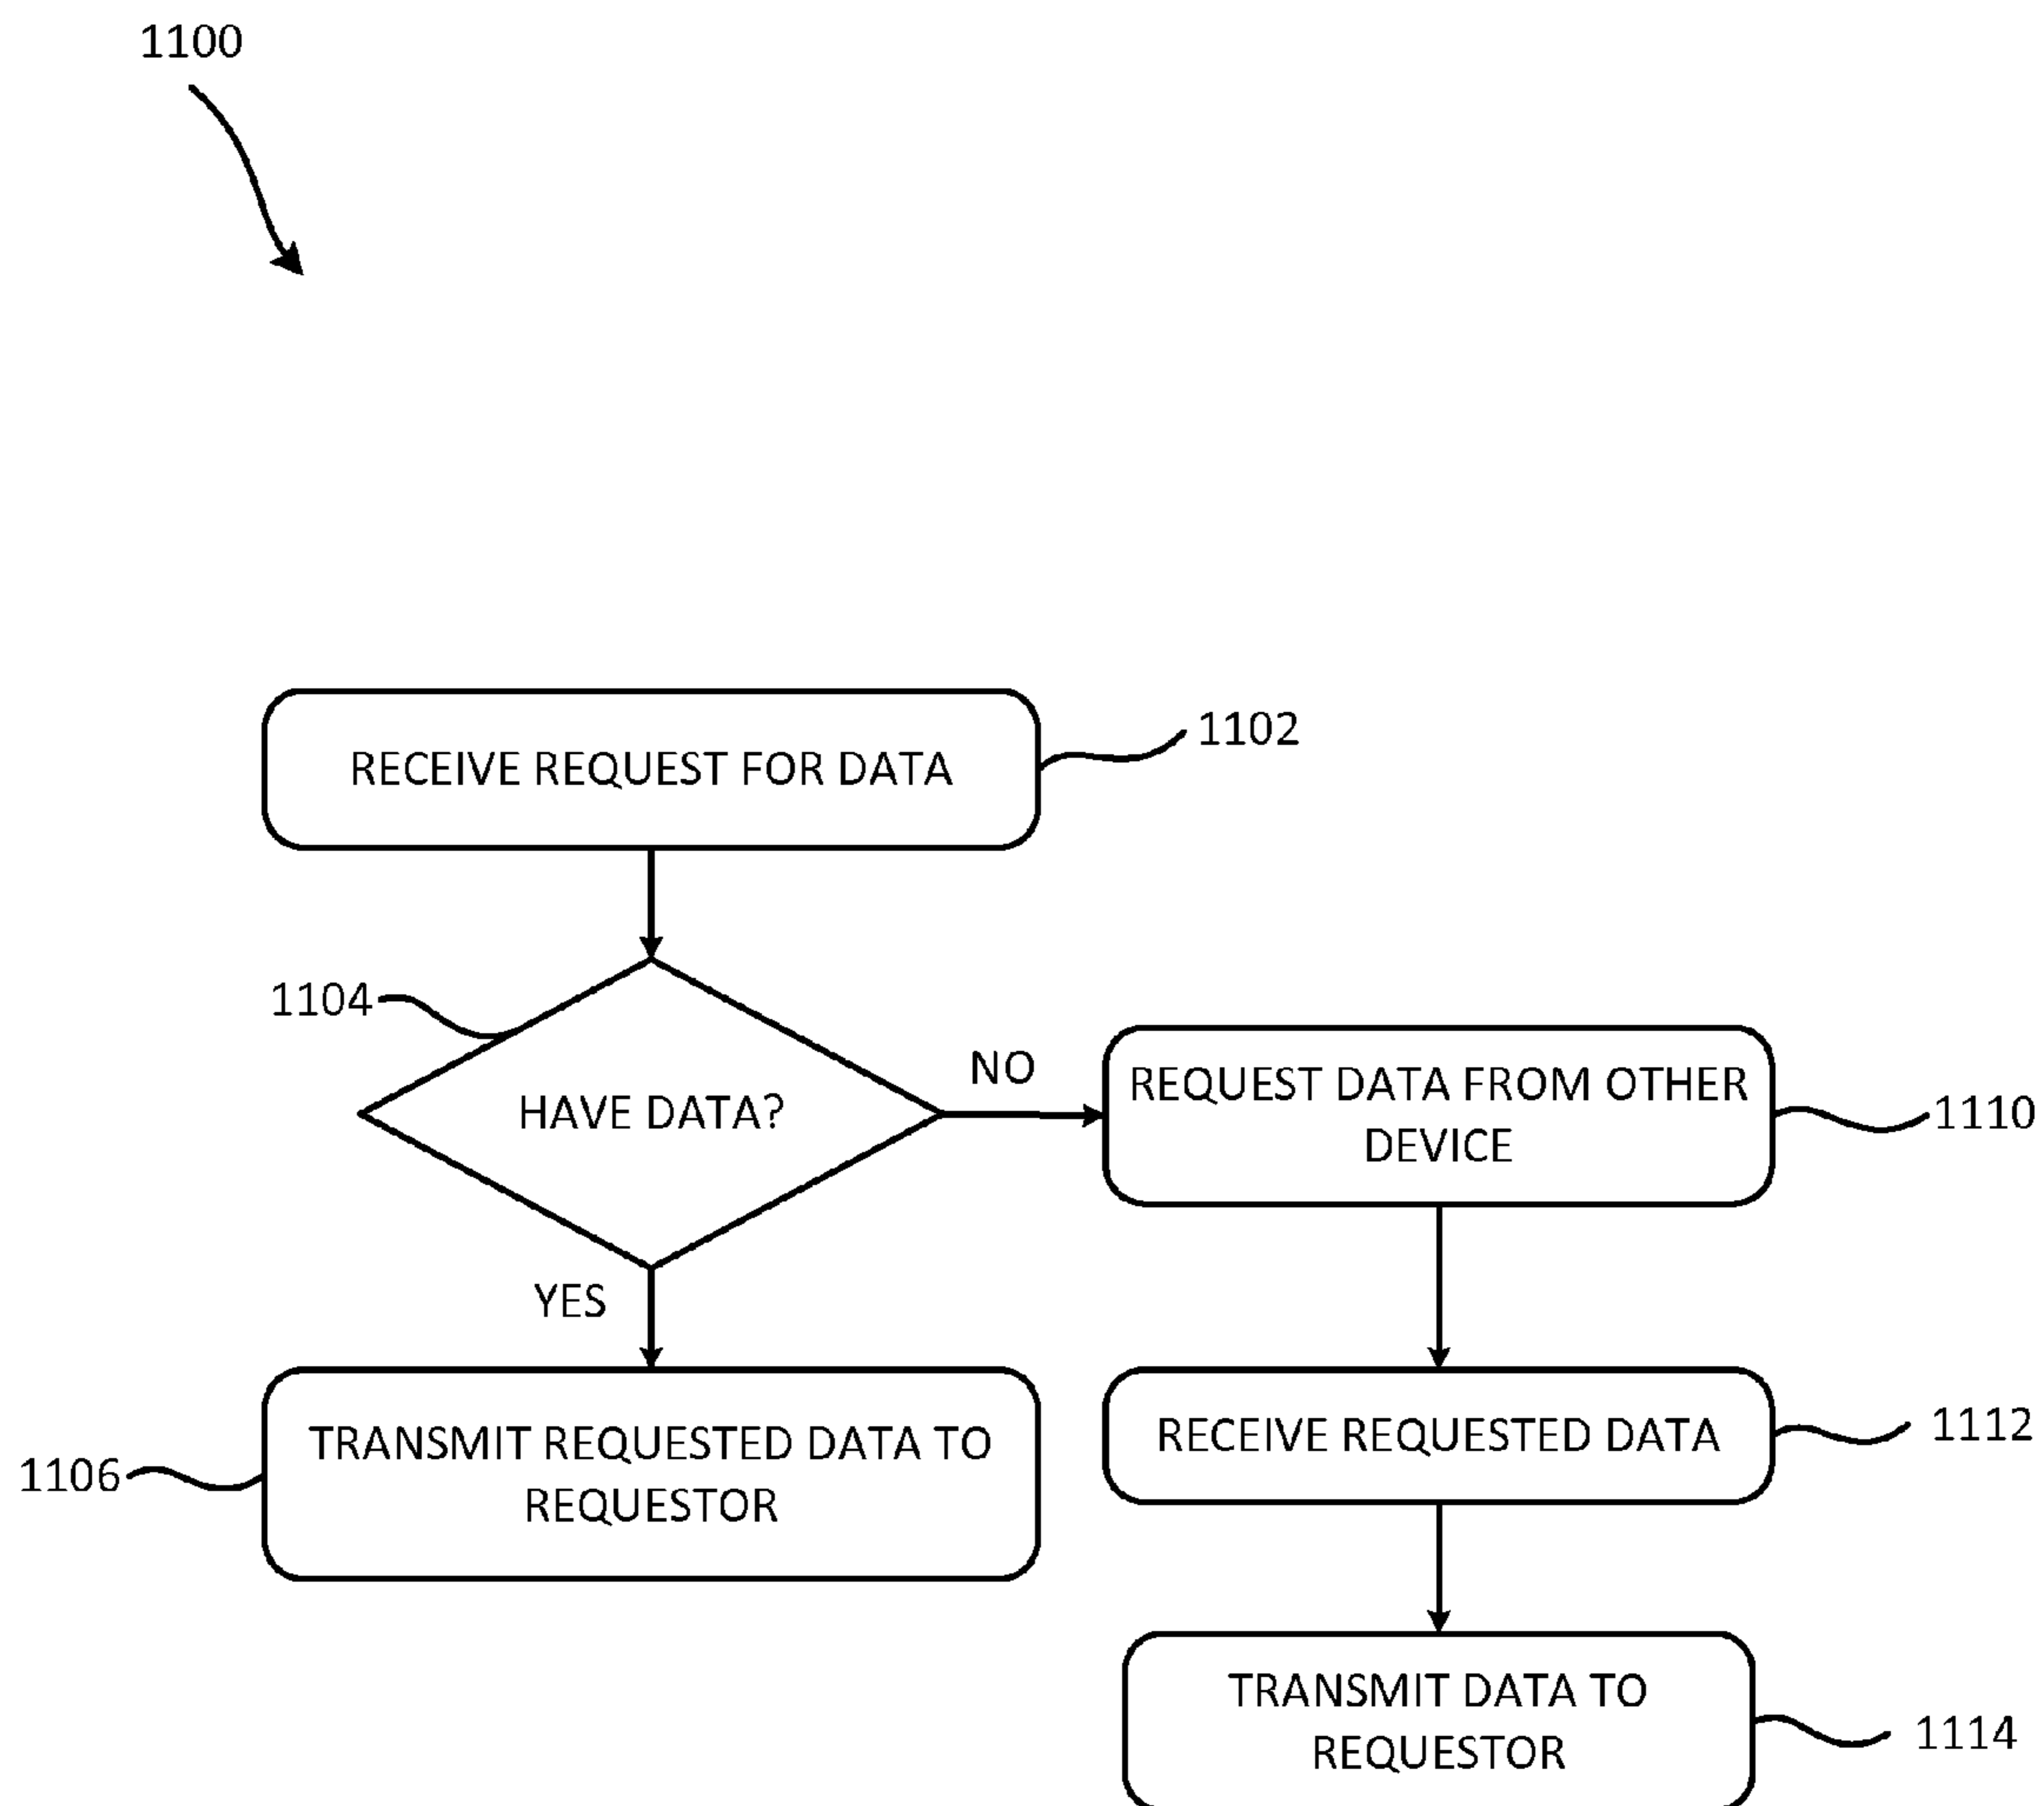 1100
RECEIVE REQUEST FOR DATA
1102
1104
HAVE DATA?
NO
YES
REQUEST DATA FROM OTHER
DEVICE
1110
TRANSMIT REQUESTED DATA TO
REQUESTOR
1106
RECEIVE REQUESTED DATA
1112
TRANSMIT DATA TO
REQUESTOR
1114